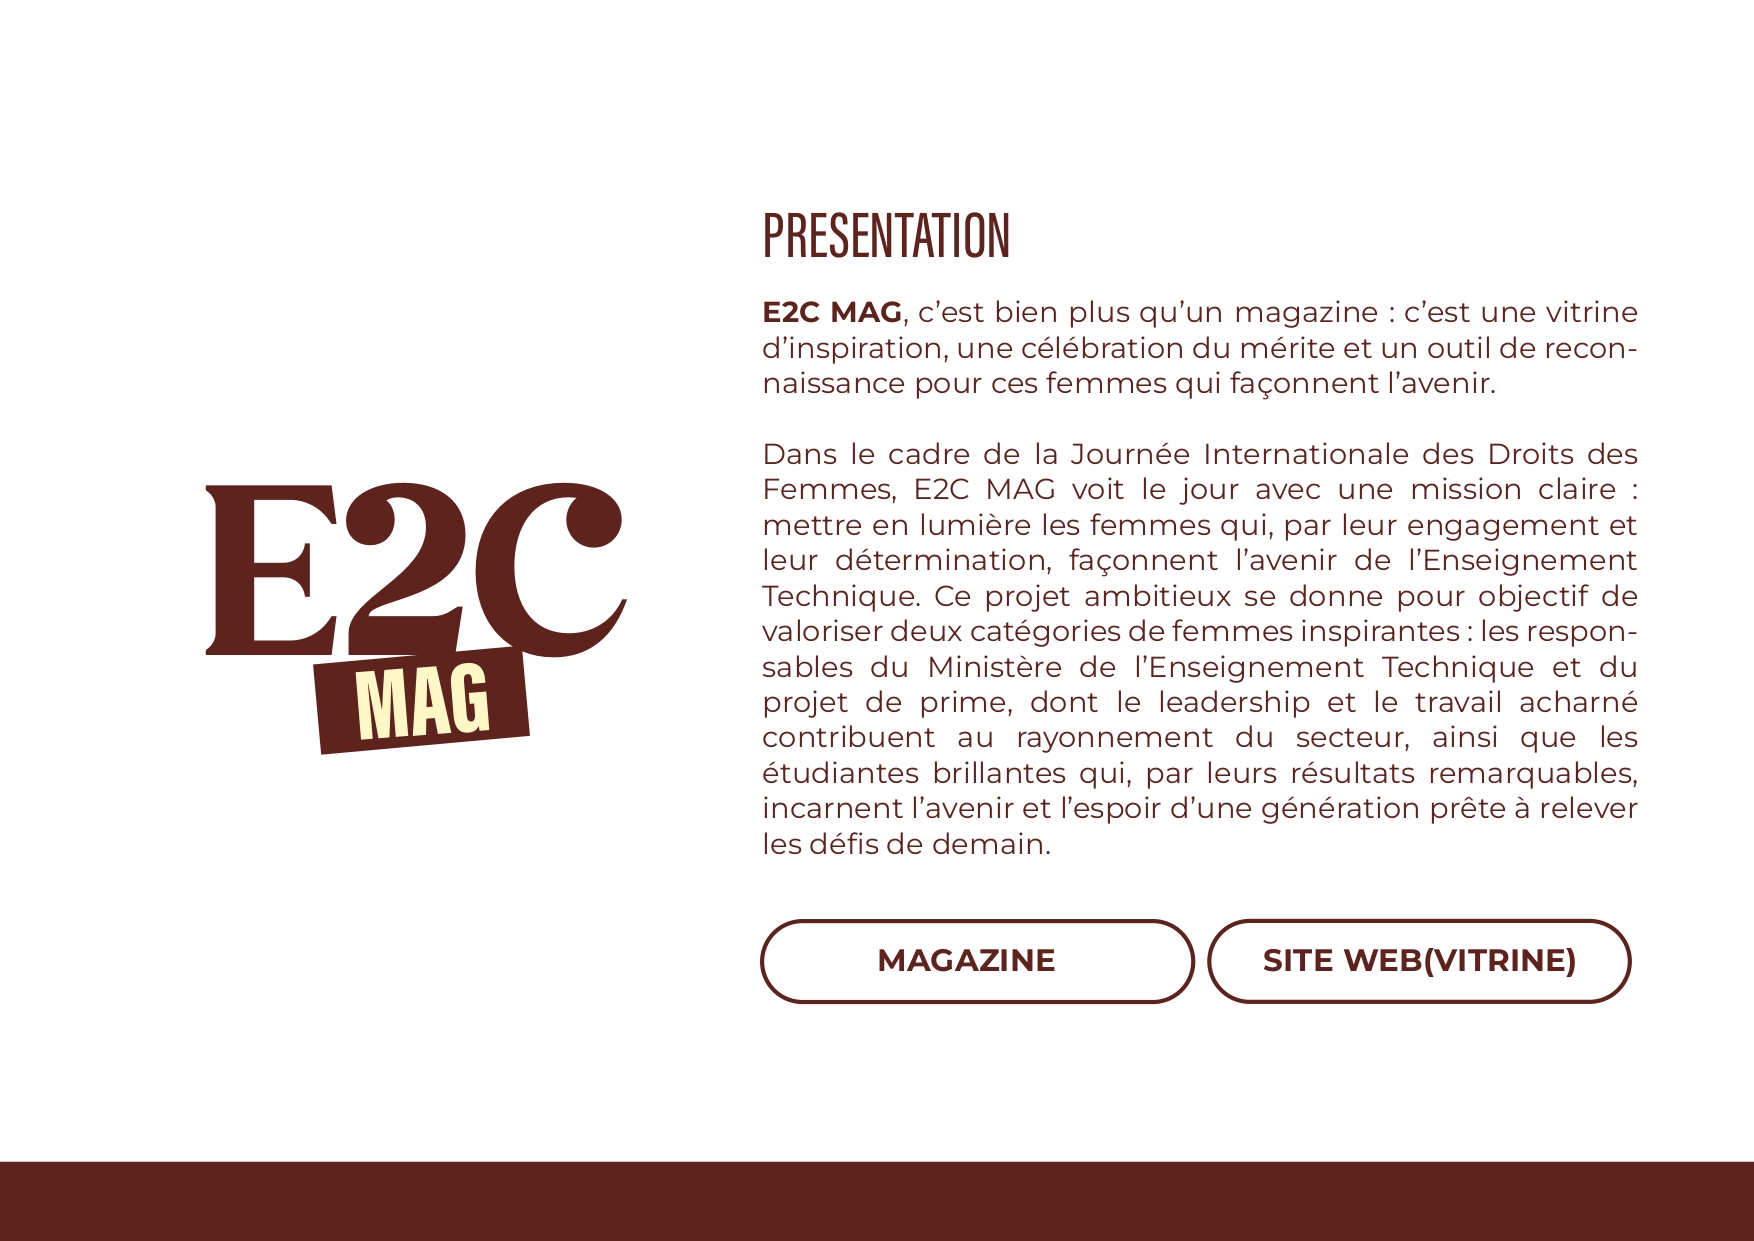 PRESENTATION
E2C MAG, c’est bien plus qu’un magazine : c’est une vitrine
d’inspiration, une célébration du mérite et un outil de recon-
naissance pour ces femmes qui façonnent l’avenir.
Dans le cadre de la Journée Internationale des Droits des
Femmes, E2C MAG voit le jour avec une mission claire :
mettre en lumière les femmes qui, par leur engagement et
leur détermination, façonnent l’avenir de l’Enseignement
Technique. Ce projet ambitieux se donne pour objectif de
valoriser deux catégories de femmes inspirantes : les respon-
sables du Ministère de l’Enseignement Technique et du
projet de prime, dont le leadership et le travail acharné
contribuent au rayonnement du secteur, ainsi que les
étudiantes brillantes qui, par leurs résultats remarquables,
incarnent l’avenir et l’espoir d’une génération prête à relever
les défis de demain.
E2C
MAG
MAGAZINE
SITE WEB(VITRINE)